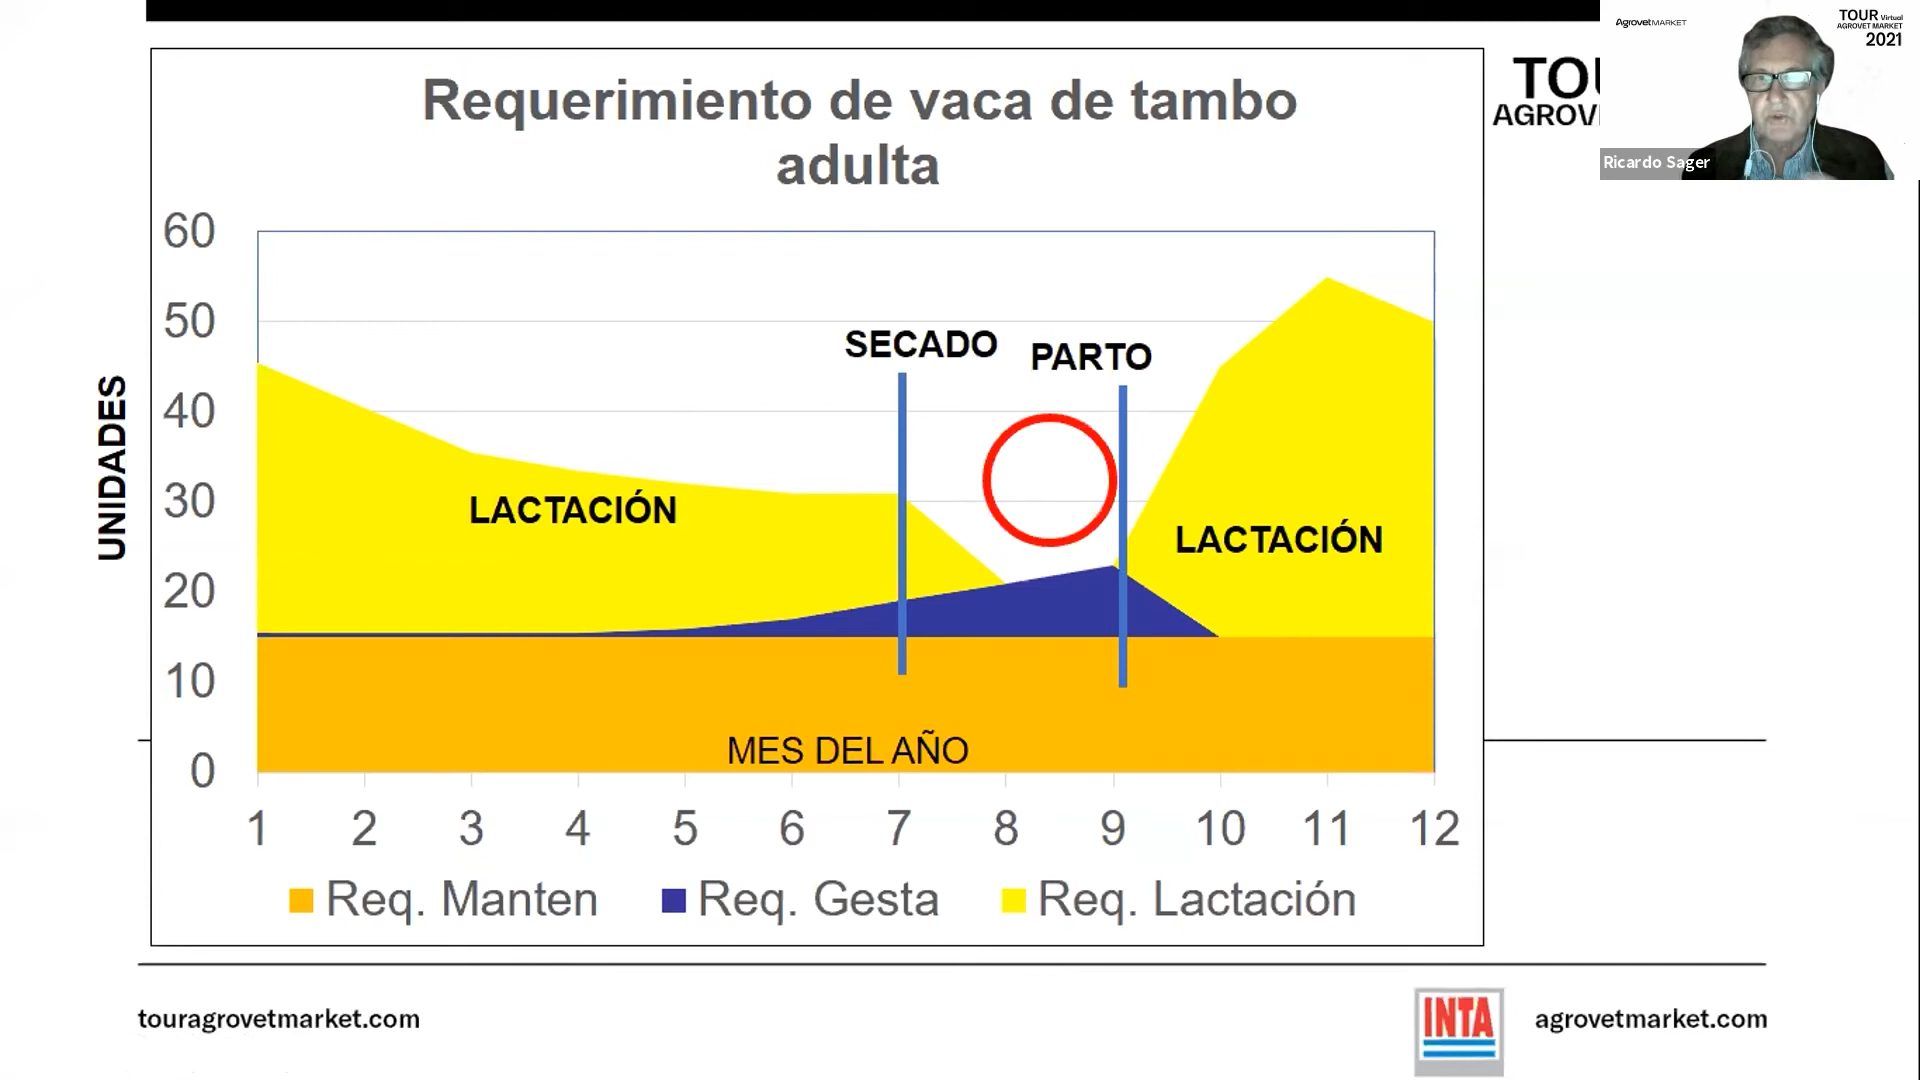 AgrovetMARKET
TOUR Virtual
AGROVET MARKET
2021
Ricardo Sager
TOU
AGROV
Requerimiento de vaca de tambo
adulta
UNIDADES
60
50
40
30
20
10
0
SECADO
PARTO
LACTACIÓN
LACTACIÓN
MES DEL AÑO
1 2 3 4 5 6 7 8 9 10 11 12
Req. Manten Req. Gesta Req. Lactación
touragrovetmarket.com
INTA
agrovetmarket.com